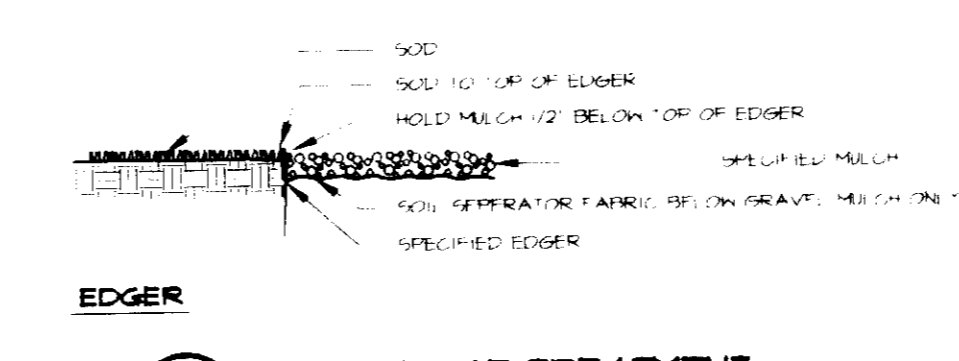 SOD
SOD TO TOP OF EDGER
HOLD MULCH 1/2" BELOW TOP OF EDGER
SPECIFIED MULCH
SOIL SEPERATOR FABRIC BELOW GRAVEL MULCH ONLY
SPECIFIED EDGER
EDGER